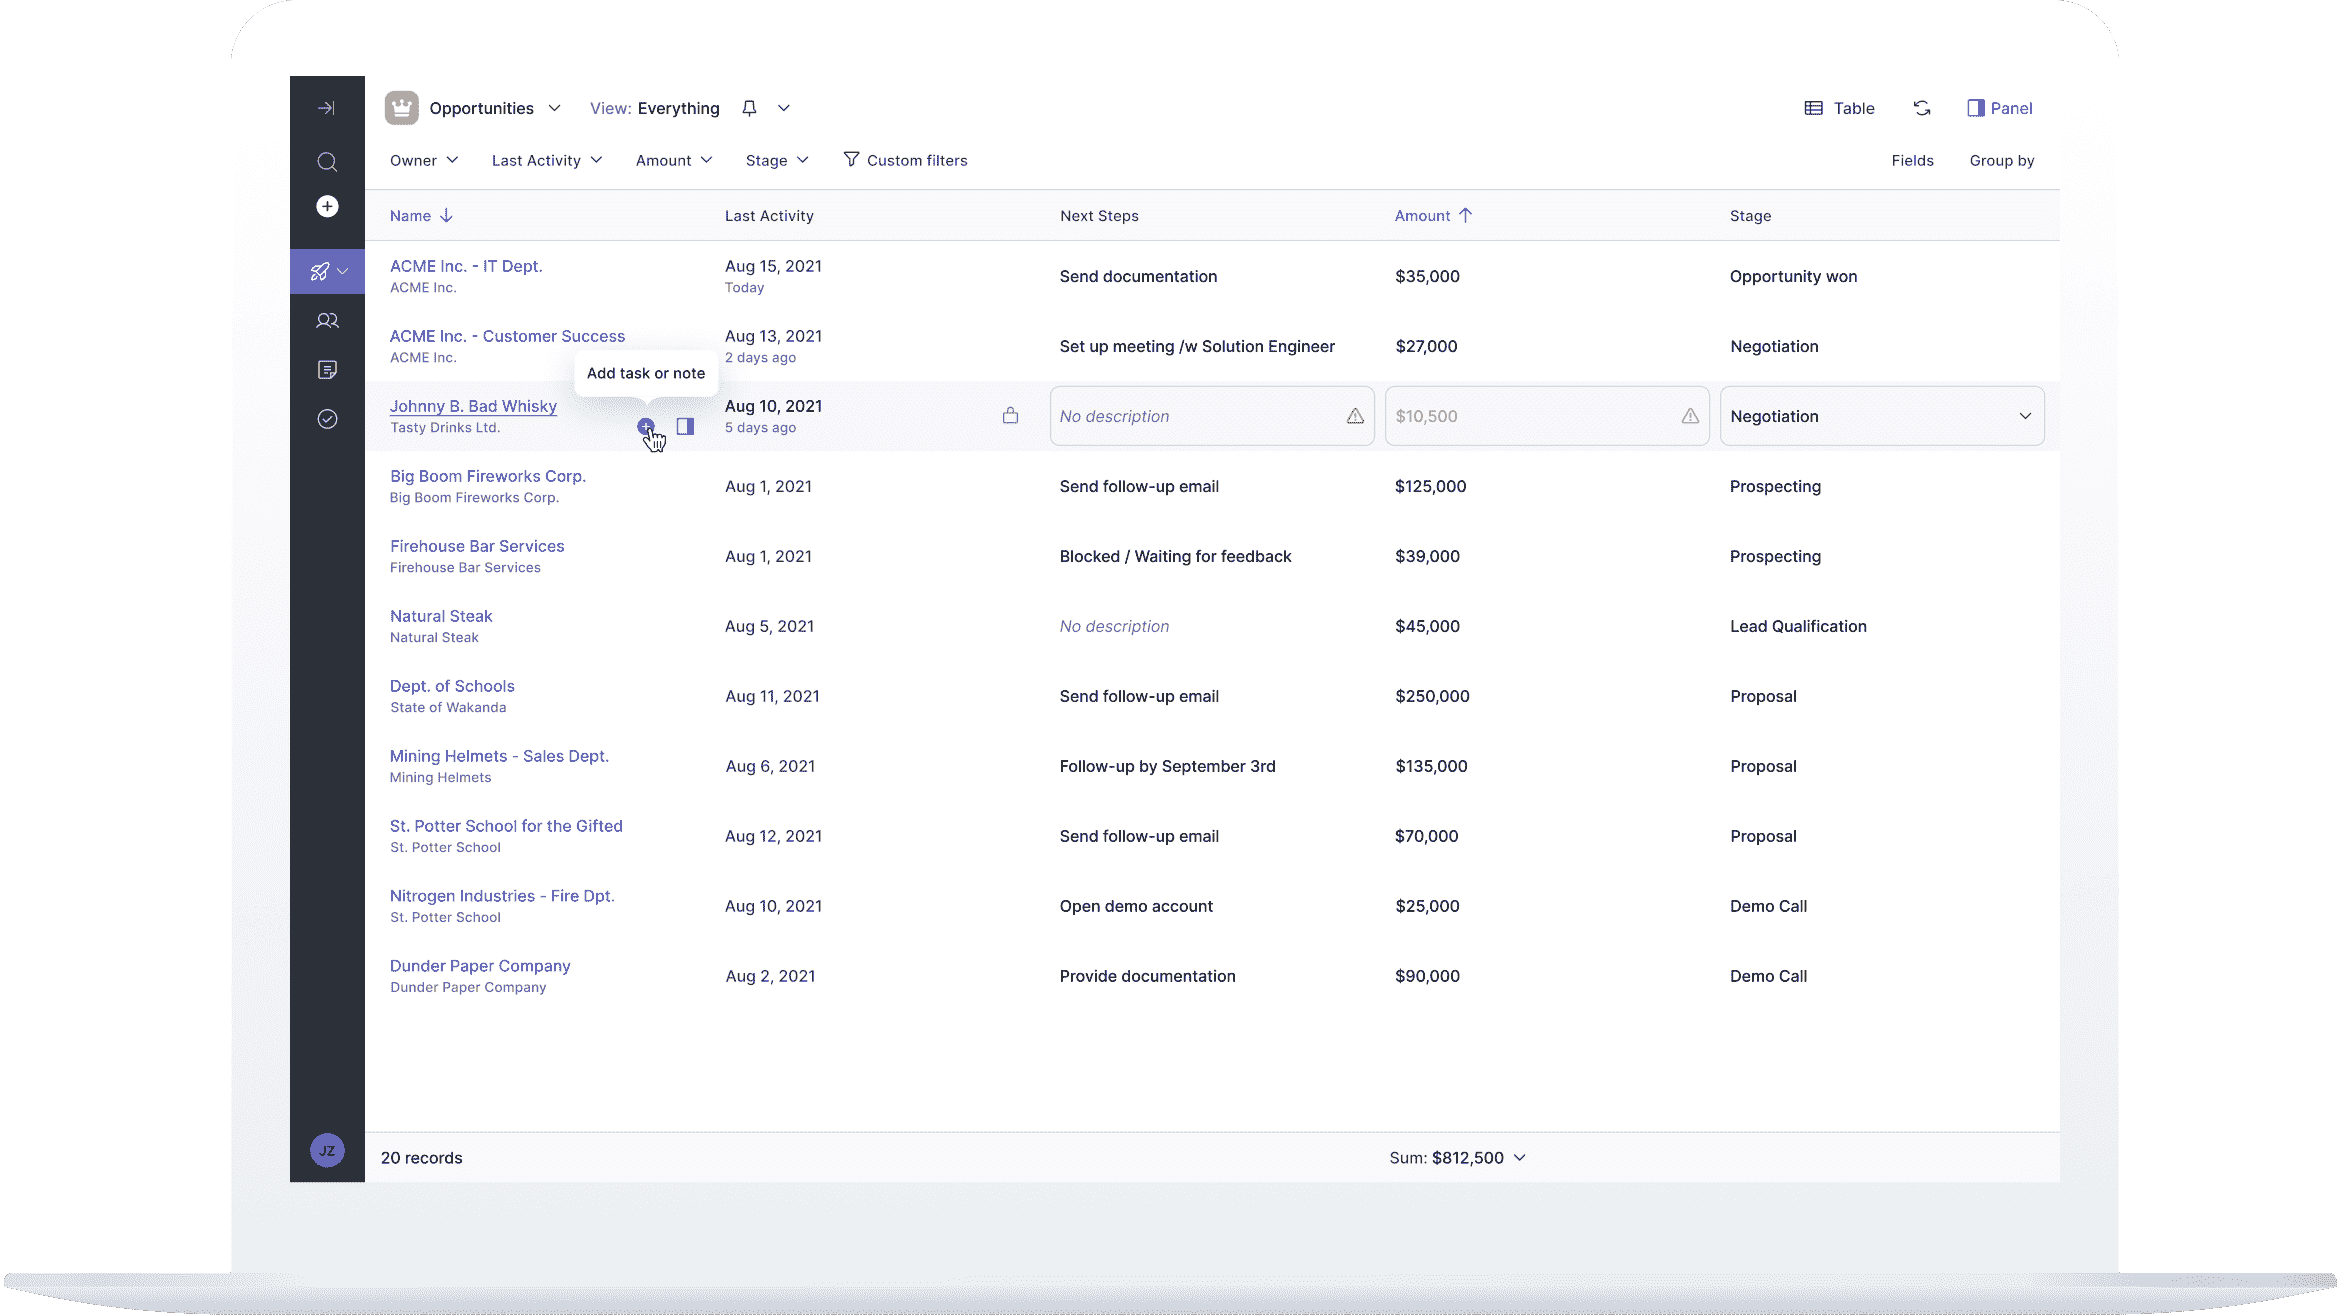 Opportunities View: Everything Table Panel
Owner Last Activity Amount Stage Custom filters Fields Group by
Name Last Activity Next Steps Amount Stage
ACME Inc. - IT Dept. Aug 15, 2021 Send documentation $35,000 Opportunity won
ACME Inc. Today
ACME Inc. - Customer Success Aug 13, 2021 Set up meeting /w Solution Engineer $27,000 Negotiation
ACME Inc. 2 days ago
Add task or note
Johnny B. Bad Whisky Aug 10, 2021 No description $10,500 Negotiation
Tasty Drinks Ltd. 5 days ago
Big Boom Fireworks Corp. Aug 1, 2021 Send follow-up email $125,000 Prospecting
Big Boom Fireworks Corp.
Firehouse Bar Services Aug 1, 2021 Blocked / Waiting for feedback $39,000 Prospecting
Firehouse Bar Services
Natural Steak Aug 5, 2021 No description $45,000 Lead Qualification
Natural Steak
Dept. of Schools Aug 11, 2021 Send follow-up email $250,000 Proposal
State of Wakanda
Mining Helmets - Sales Dept. Aug 6, 2021 Follow-up by September 3rd $135,000 Proposal
Mining Helmets
St. Potter School for the Gifted Aug 12, 2021 Send follow-up email $70,000 Proposal
St. Potter School
Nitrogen Industries - Fire Dpt. Aug 10, 2021 Open demo account $25,000 Demo Call
St. Potter School
Dunder Paper Company Aug 2, 2021 Provide documentation $90,000 Demo Call
Dunder Paper Company
JZ
20 records Sum: $812,500